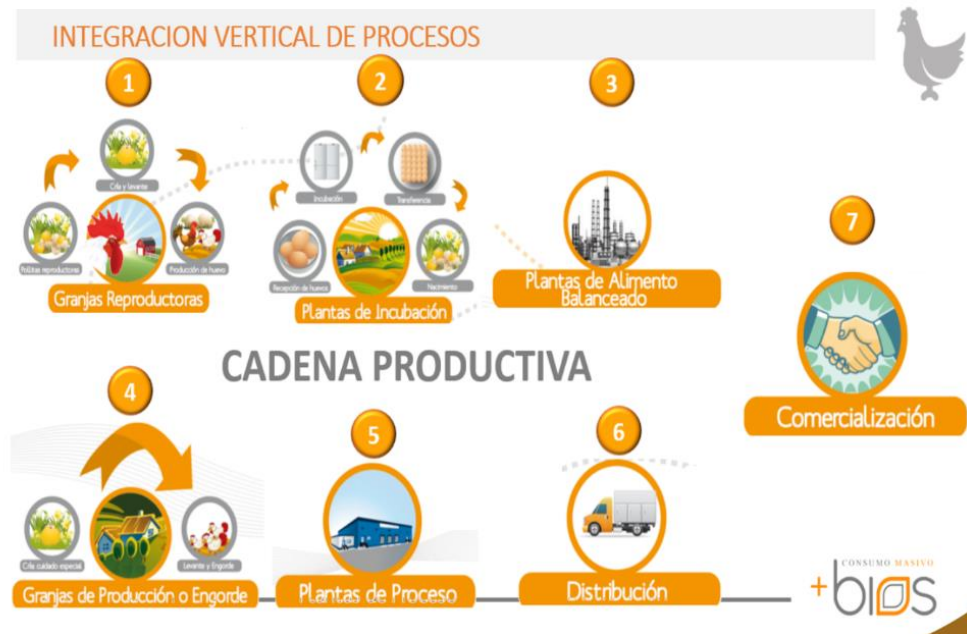 INTEGRACION VERTICAL DE PROCESOS
1
2
3
Cría y levante
Pollitas reproductoras
Producción de huevo
Granjas Reproductoras
Incubación
Transferencia
Recepción de huevos
Nacimiento
Plantas de Incubación
Plantas de Alimento
Balanceado
7
Comercialización
CADENA PRODUCTIVA
4
5
6
Cría cuidado especial
Levante y Engorde
Granjas de Producción o Engorde
Plantas de Proceso
Distribución
CONSUMO MASIVO
+bios